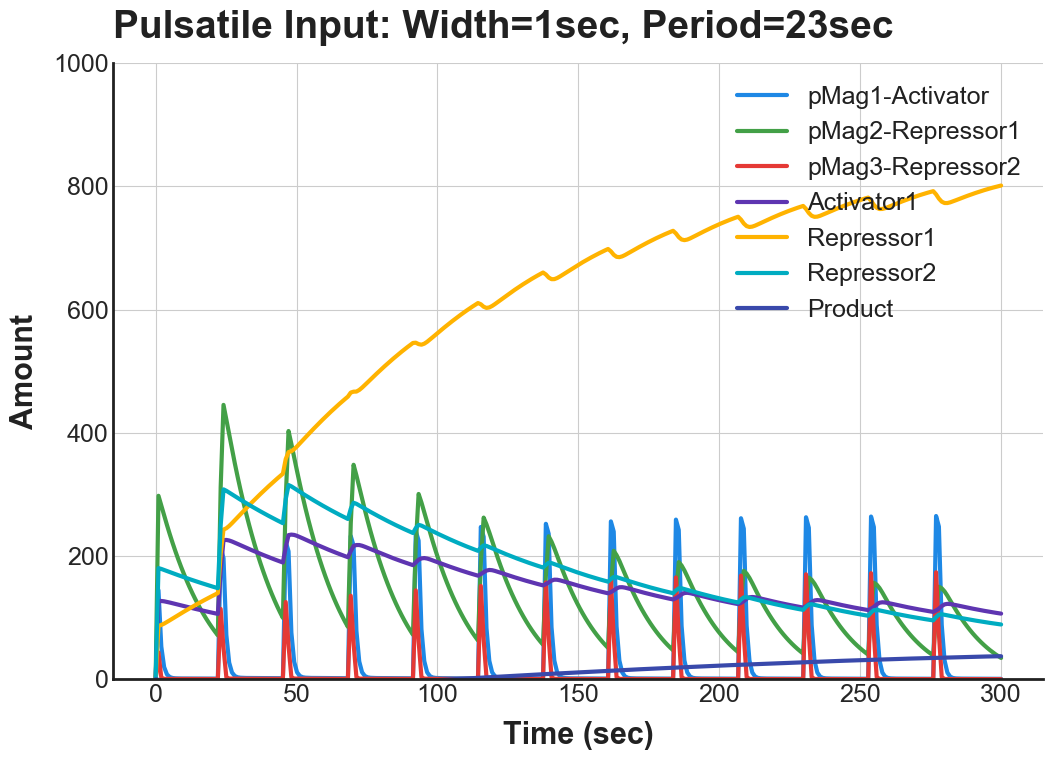 Pulsatile Input: Width=1sec, Period=23sec
1000
800
600
400
200
0
Amount
pMag1-Activator
pMag2-Repressor1
pMag3-Repressor2
Activator1
Repressor1
Repressor2
Product
0 50 100 150 200 250 300
Time (sec)